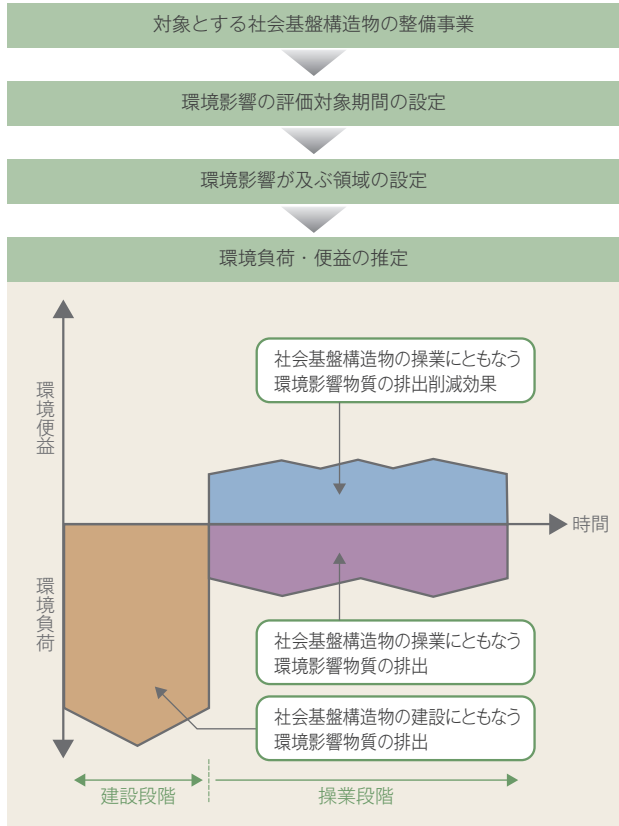 対象とする社会基盤構造物の整備事業
環境影響の評価対象期間の設定
環境影響が及ぶ領域の設定
環境負荷・便益の推定
環境便益
社会基盤構造物の操業にともなう
環境影響物質の排出削減効果
時間
環境負荷
社会基盤構造物の操業にともなう
環境影響物質の排出
社会基盤構造物の建設にともなう
環境影響物質の排出
建設段階
操業段階